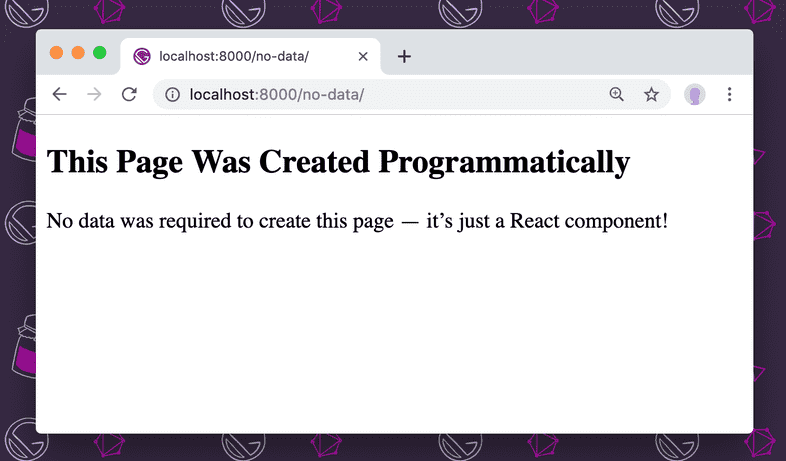 localhost:8000/no-data/
localhost:8000/no-data/
This Page Was Created Programmatically
No data was required to create this page — it’s just a React component!